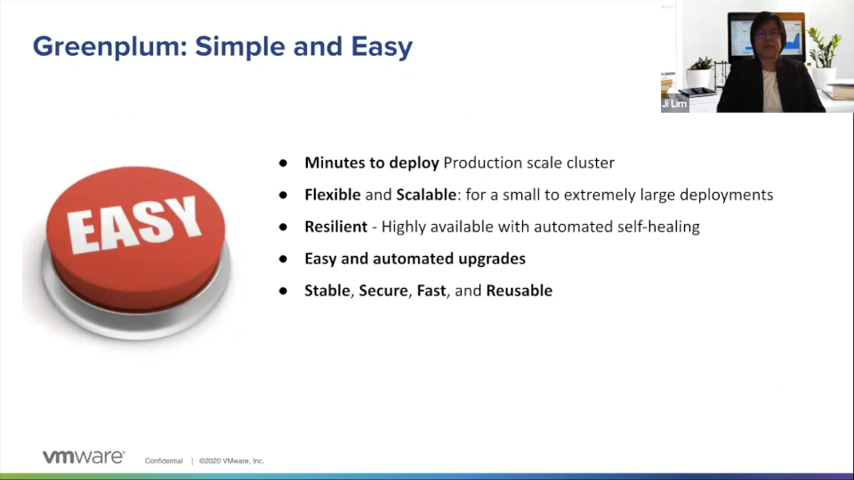 Greenplum: Simple and Easy
Ji Lim
EASY
● Minutes to deploy Production scale cluster
● Flexible and Scalable: for a small to extremely large deployments
● Resilient - Highly available with automated self-healing
● Easy and automated upgrades
● Stable, Secure, Fast, and Reusable
vmware® Confidential | ©2020 VMware, Inc.